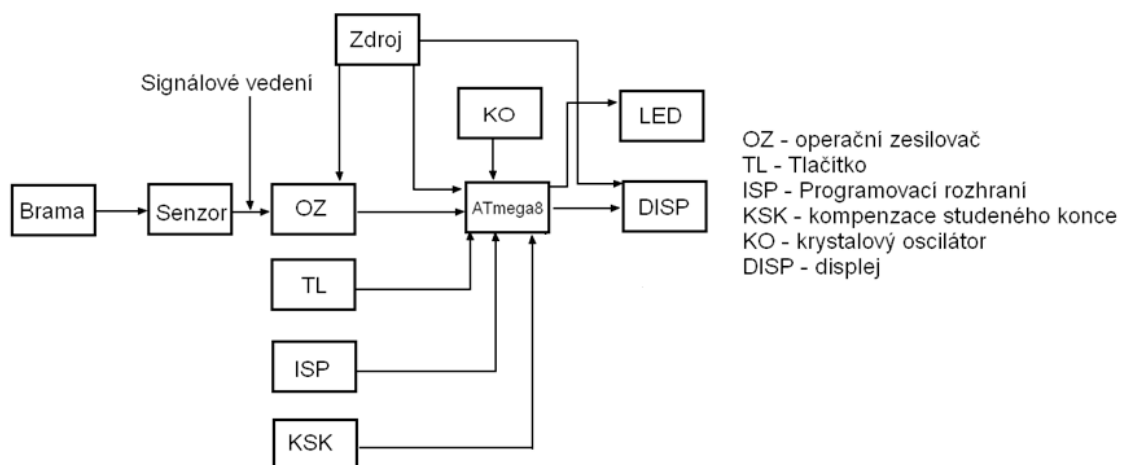 Zdroj
Signálové vedení
KO
LED
Brama
Senzor
OZ
ATmega8
DISP
TL
ISP
KSK
OZ - operační zesilovač
TL - Tlačítko
ISP - Programovací rozhraní
KSK - kompenzace studeného konce
KO - krystalový oscilátor
DISP - displej